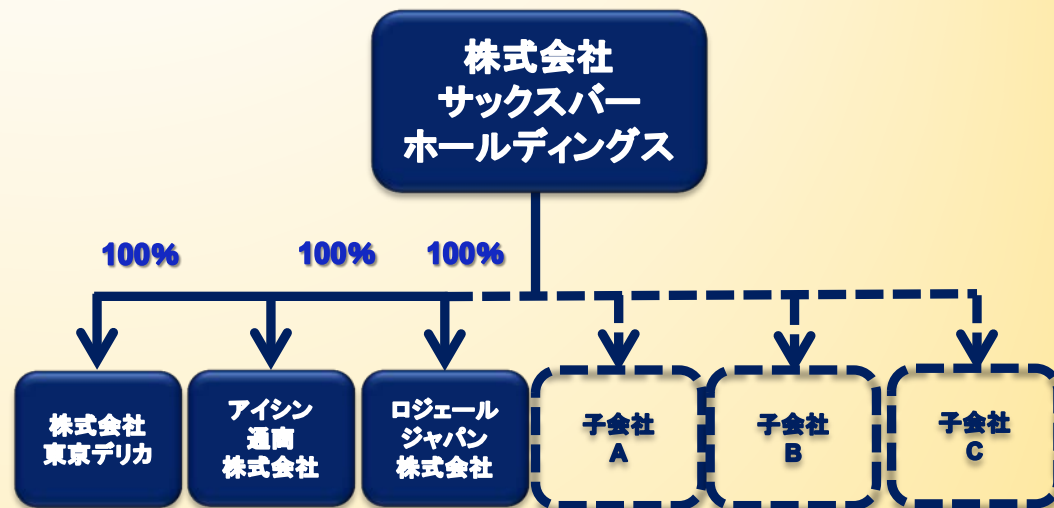 株式会社
サックスバー
ホールディングス
100%
100%
100%
株式会社
東京デリカ
アイシン
通商
株式会社
ロジェール
ジャパン
株式会社
子会社
A
子会社
B
子会社
C